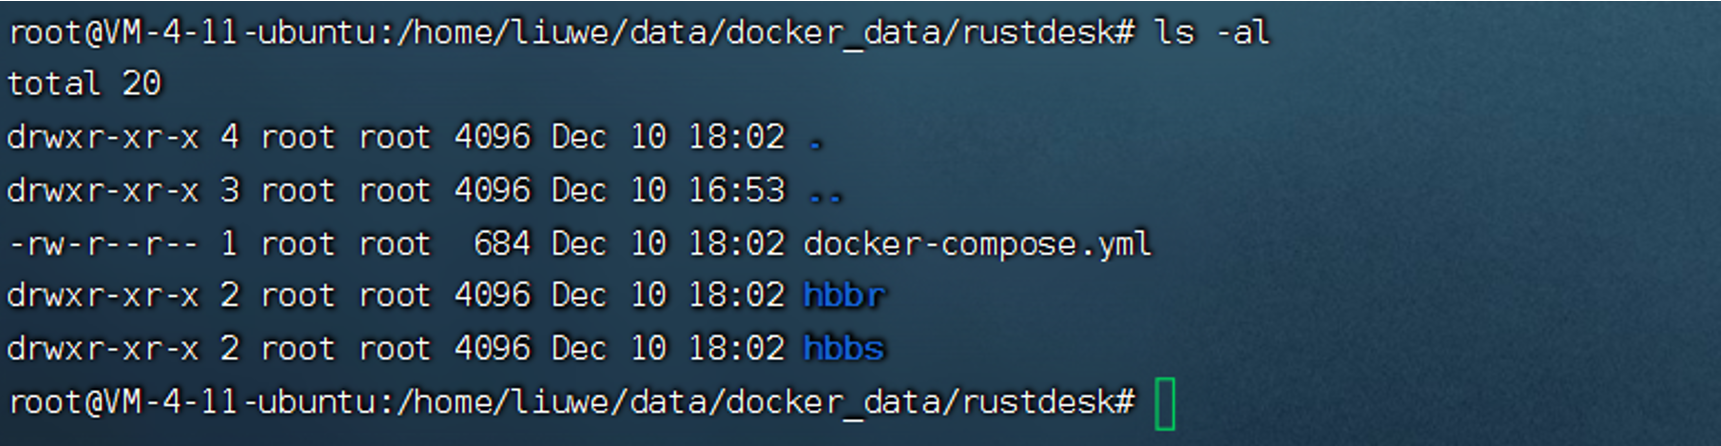 root@VM-4-11-ubuntu:/home/liuwe/data/docker_data/rustdesk# ls -al
total 20
drwxr-xr-x 4 root root 4096 Dec 10 18:02 .
drwxr-xr-x 3 root root 4096 Dec 10 16:53 ..
-rw-r--r-- 1 root root  684 Dec 10 18:02 docker-compose.yml
drwxr-xr-x 2 root root 4096 Dec 10 18:02 hbbr
drwxr-xr-x 2 root root 4096 Dec 10 18:02 hbbs
root@VM-4-11-ubuntu:/home/liuwe/data/docker_data/rustdesk#